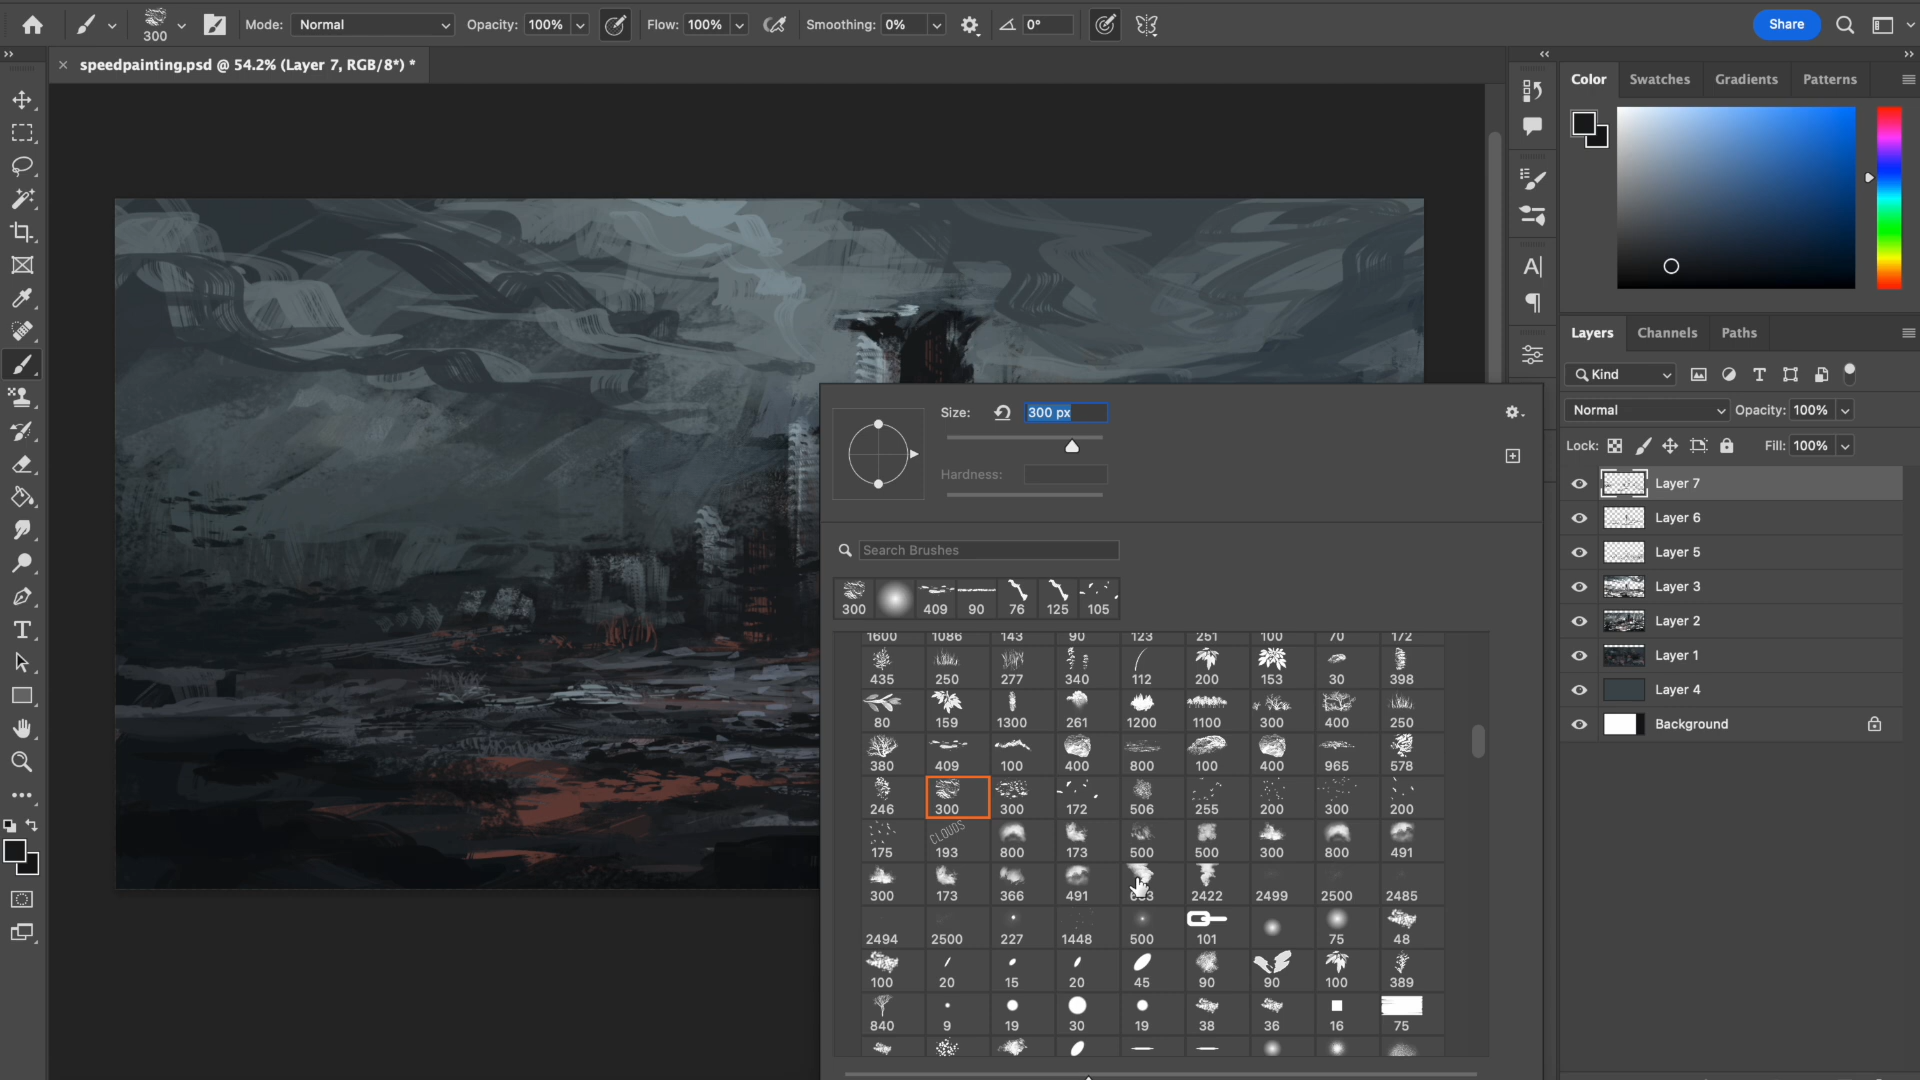 300
Mode:
Normal
Opacity:
100%
Flow:
100%
Smoothing:
0%
0°
Share
speedpainting.psd @ 54.2% (Layer 7, RGB/8*) *
Color
Swatches
Gradients
Patterns
Layers
Channels
Paths
Kind
Normal
Opacity:
100%
Lock:
Fill:
100%
Layer 7
Layer 6
Layer 5
Layer 3
Layer 2
Layer 1
Layer 4
Background
Size:
300 px
Hardness:
Search Brushes
300 409 90 76 125 105
1600 1086 143 90 123 251 100 70 172
435 250 277 340 112 200 153 30 398
80 159 1300 261 1200 1100 300 400 250
380 409 100 400 800 100 400 965 578
246 300 300 172 506 255 200 300 200
CLOUDS
175 193 800 173 500 500 300 800 491
300 173 366 491 2422 2499 2500 2485
2494 2500 227 1448 500 101 75 48
100 20 15 20 45 90 90 100 389
840 9 19 30 19 38 36 16 75